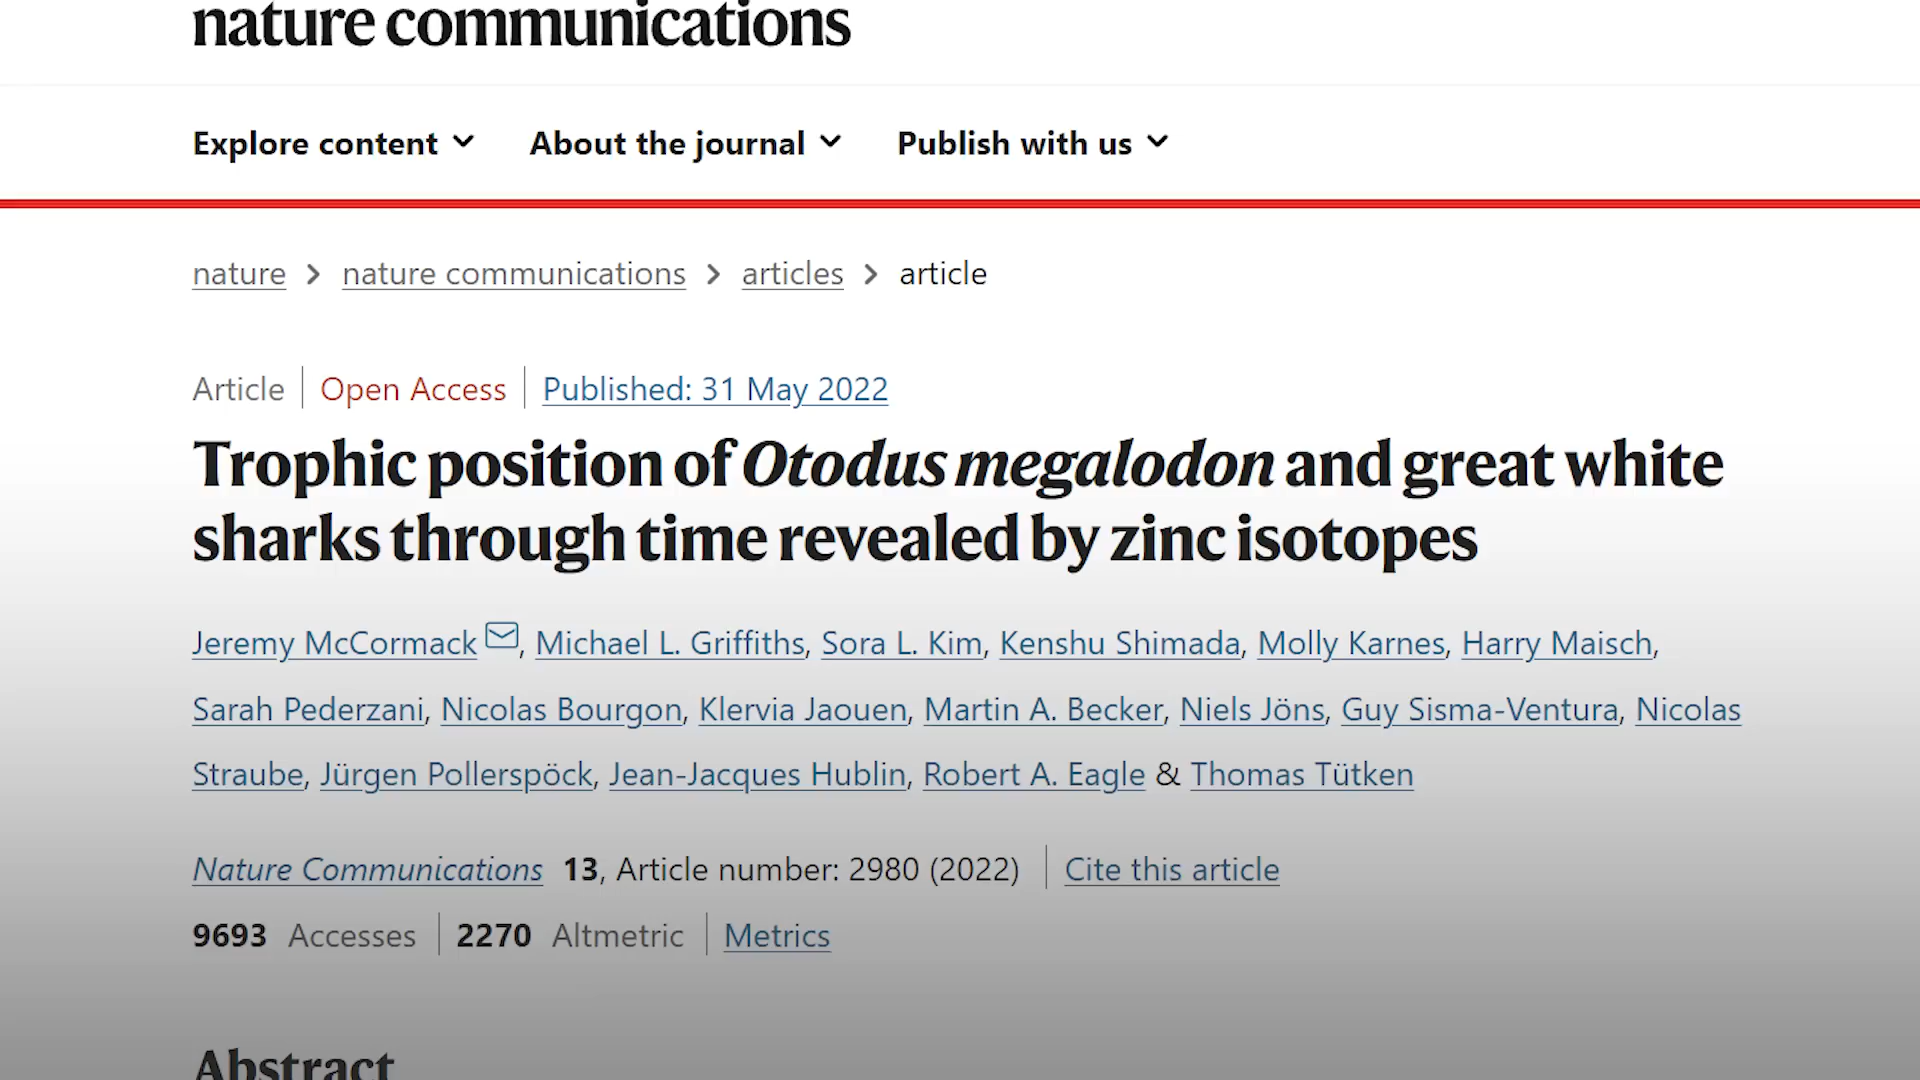 nature communications
Explore content About the journal Publish with us
nature > nature communications > articles > article
Article | Open Access | Published: 31 May 2022
Trophic position of Otodus megalodon and great white
sharks through time revealed by zinc isotopes
Jeremy McCormack, Michael L. Griffiths, Sora L. Kim, Kenshu Shimada, Molly Karnes, Harry Maisch,
Sarah Pederzani, Nicolas Bourgon, Klervia Jaouen, Martin A. Becker, Niels Jöns, Guy Sisma-Ventura, Nicolas
Straube, Jürgen Pollerspöck, Jean-Jacques Hublin, Robert A. Eagle & Thomas Tütken
Nature Communications 13, Article number: 2980 (2022) | Cite this article
9693 Accesses | 2270 Altmetric | Metrics
Abstract